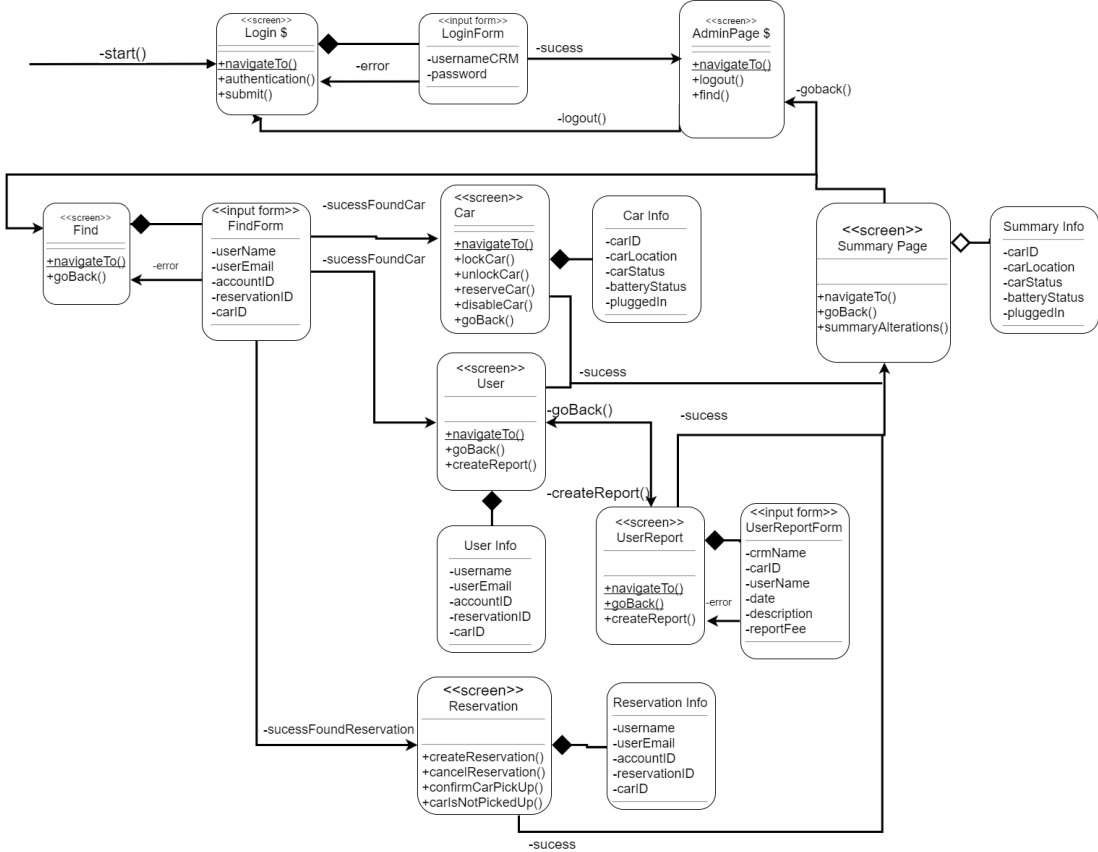 -start()
<<screen>>
Login $
+navigateTo()
+authentication()
+submit()
<<input form>>
LoginForm
-usernameCRM
-password
-error
-sucess
<<screen>>
AdminPage $
+navigateTo()
+logout()
+find()
-goback()
-logout()
<<screen>>
Find
+navigateTo()
+goBack()
-error
<<input form>>
FindForm
-userName
-userEmail
-accountID
-reservationID
-carID
-sucessFoundCar
-sucessFoundCar
<<screen>>
Car
+navigateTo()
+lockCar()
+unlockCar()
+reserveCar()
+disableCar()
+goBack()
Car Info
-carID
-carLocation
-carStatus
-batteryStatus
-pluggedIn
<<screen>>
Summary Page
+navigateTo()
+goBack()
+summaryAlterations()
Summary Info
-carID
-carLocation
-carStatus
-batteryStatus
-pluggedIn
-sucess
<<screen>>
User
+navigateTo()
+goBack()
+createReport()
-goBack()
-sucess
-createReport()
User Info
-username
-userEmail
-accountID
-reservationID
-carID
<<screen>>
UserReport
+navigateTo()
+goBack()
+createReport()
-error
<<input form>>
UserReportForm
-crmName
-carID
-userName
-date
-description
-reportFee
-sucessFoundReservation
<<screen>>
Reservation
+createReservation()
+cancelReservation()
+confirmCarPickUp()
+carIsNotPickedUp()
Reservation Info
-username
-userEmail
-accountID
-reservationID
-carID
-sucess